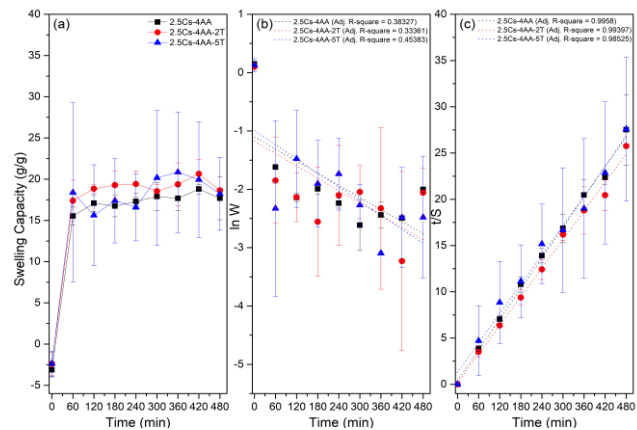 (a)
2.5Cs-4AA
2.5Cs-4AA-2T
2.5Cs-4AA-5T
Swelling Capacity (g/g)
40
35
30
25
20
15
10
5
0
-5
0 60 120 180 240 300 360 420 480
Time (min)
(b)
2.5Cs-4AA (Adj. R-square = 0.38327)
2.5Cs-4AA-2T (Adj. R-square = 0.33361)
2.5Cs-4AA-5T (Adj. R-square = 0.45383)
ln W
1
0
-1
-2
-3
-4
-5
0 60 120 180 240 300 360 420 480
Time (min)
(c)
2.5Cs-4AA (Adj. R-square = 0.9958)
2.5Cs-4AA-2T (Adj. R-square = 0.99397)
2.5Cs-4AA-5T (Adj. R-square = 0.98525)
t/S
40
35
30
25
20
15
10
5
0
0 60 120 180 240 300 360 420 480
Time (min)